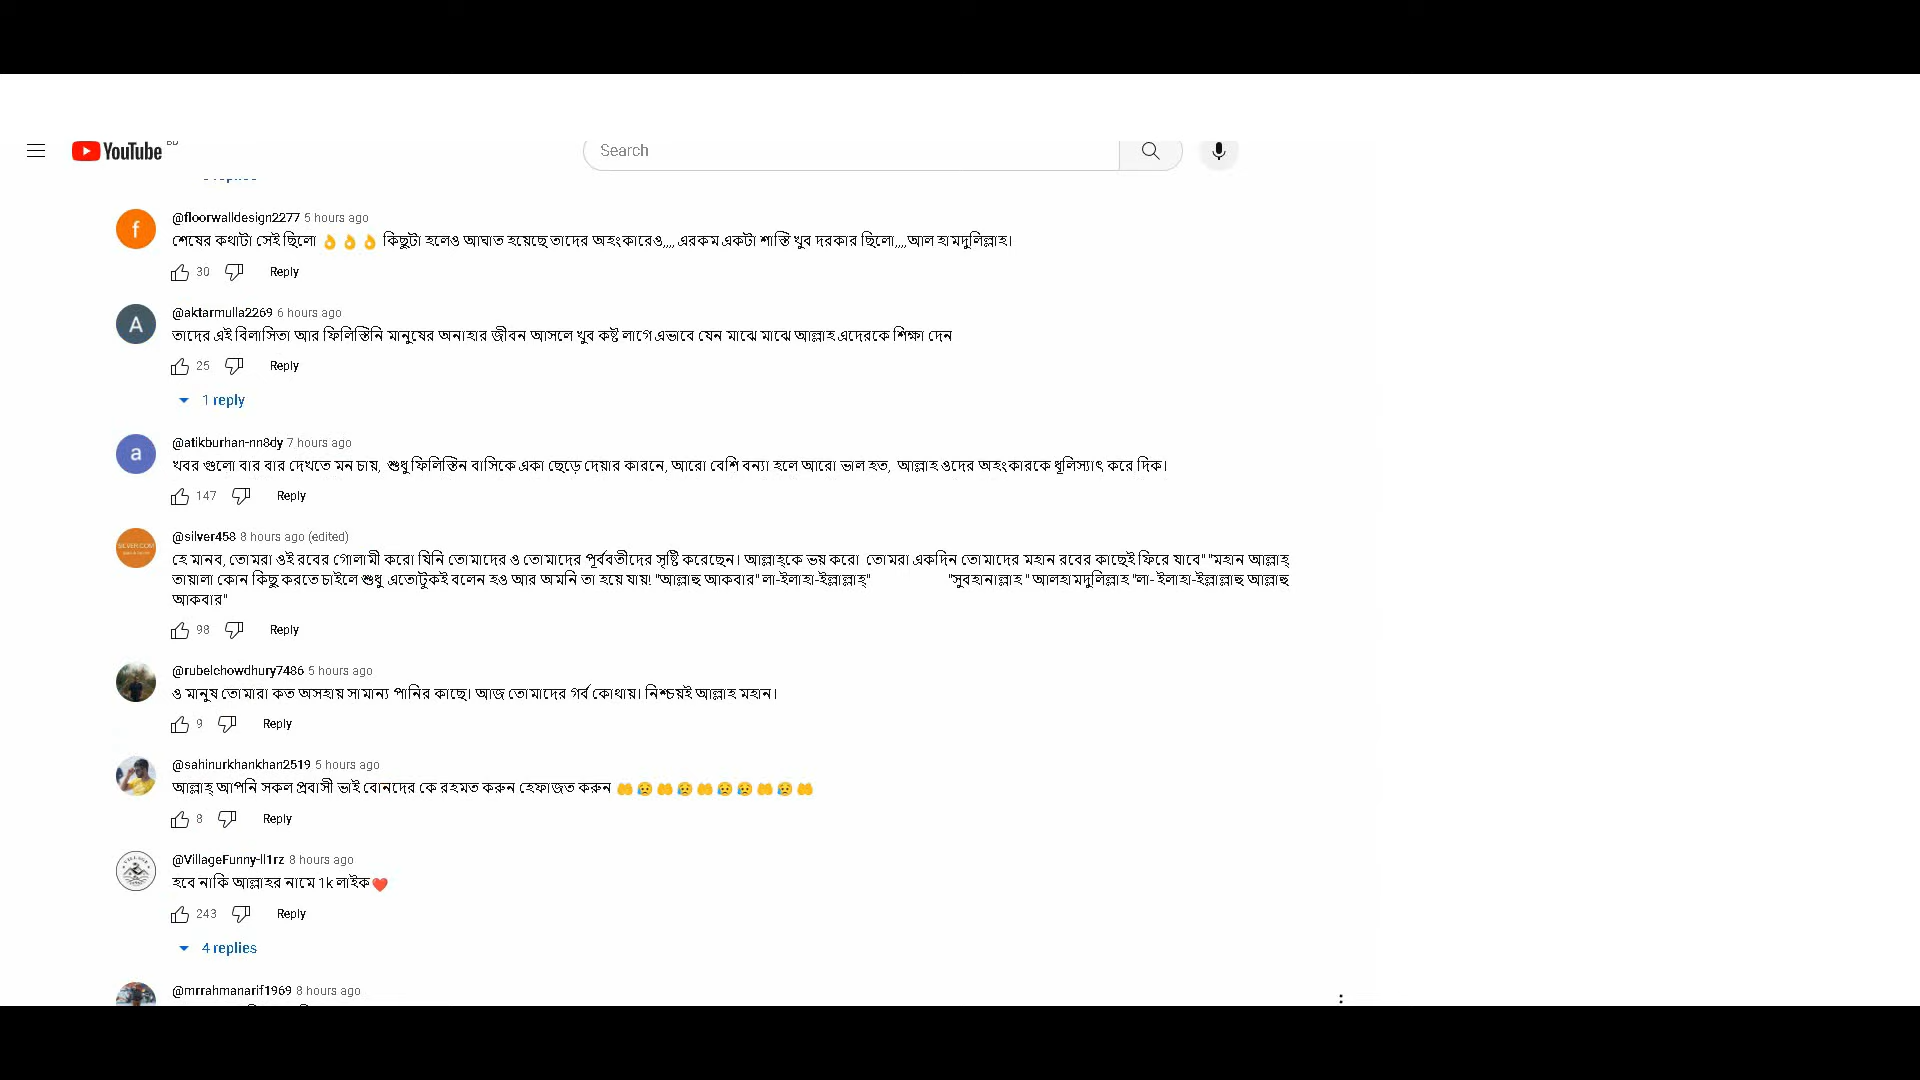 YouTube BD
Search
@floorwalldesign2277 5 hours ago
শেষের কথাটা সেই ছিলো 👌👌👌 কিছুটা হলেও আঘাত হয়েছে তাদের অহংকারেও,,,, এরকম একটা শাস্তি খুব দরকার ছিলো,,,,আল হামদুলিল্লাহ।
30 Reply
@aktarmulla2269 6 hours ago
তাদের এই বিলাসিতা আর ফিলিস্তিনি মানুষের অনাহার জীবন আসলে খুব কষ্ট লাগে এভাবে যেন মাঝে মাঝে আল্লাহ এদেরকে শিক্ষা দেন
25 Reply
1 reply
@atikburhan-nn8dy 7 hours ago
খবর গুলো বার বার দেখতে মন চায়, শুধু ফিলিস্তিন বাসিকে একা ছেড়ে দেয়ার কারনে, আরো বেশি বন্যা হলে আরো ভাল হত, আল্লাহ ওদের অহংকারকে ধূলিস্যাৎ করে দিক।
147 Reply
SILVER.COM
@silver458 8 hours ago (edited)
হে মানব, তোমরা ওই রবের গোলামী করো যিনি তোমাদের ও তোমাদের পূর্ববর্তীদের সৃষ্টি করেছেন। আল্লাহ্‌কে ভয় করো তোমরা একদিন তোমাদের মহান রবের কাছেই ফিরে যাবে" "মহান আল্লাহ্
তায়ালা কোন কিছু করতে চাইলে শুধু এতোটুকই বলেন হও আর অমনি তা হয়ে যায়! "আল্লাহু আকবার" লা-ইলাহা-ইল্লাল্লাহ্" "সুবহানাল্লাহ " আলহামদুলিল্লাহ "লা- ইলাহা-ইল্লাল্লাহু আল্লাহু
আকবার"
98 Reply
@rubelchowdhury7486 5 hours ago
ও মানুষ তোমারা কত অসহায় সামান্য পানির কাছে। আজ তোমাদের গর্ব কোথায়। নিশ্চয়ই আল্লাহ মহান।
9 Reply
@sahinurkhankhan2519 5 hours ago
আল্লাহ্ আপনি সকল প্রবাসী ভাই বোনদের কে রহমত করুন হেফাজত করুন 🤲😥🤲😥🤲😥😥🤲😥🤲
8 Reply
@VillageFunny-ll1rz 8 hours ago
হবে নাকি আল্লাহর নামে 1k লাইক❤️
243 Reply
4 replies
@mrrahmanarif1969 8 hours ago